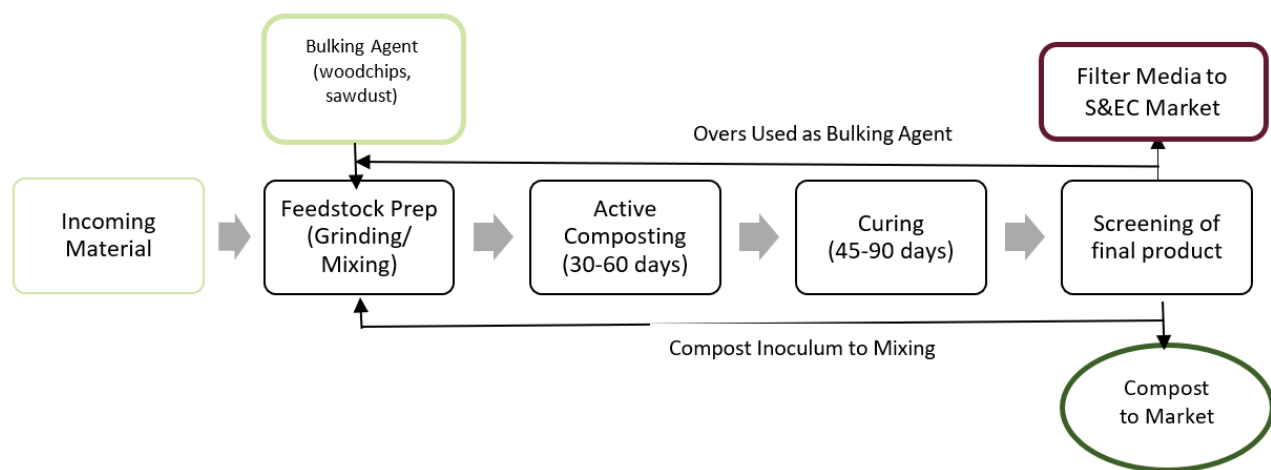 Bulking Agent
(woodchips,
sawdust)
Filter Media to
S&EC Market
Overs Used as Bulking Agent
Incoming
Material
Feedstock Prep
(Grinding/
Mixing)
Active
Composting
(30-60 days)
Curing
(45-90 days)
Screening of
final product
Compost Inoculum to Mixing
Compost
to Market